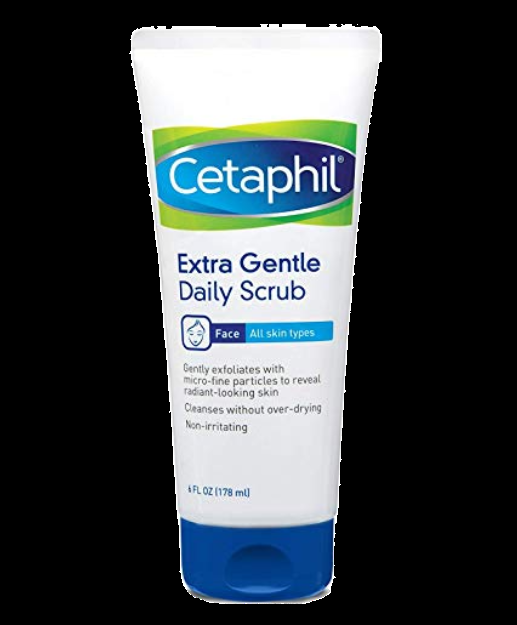 Cetaphil®
Extra Gentle
Daily Scrub
Face All skin types
Gently exfoliates with
micro-fine particles to reveal
radiant-looking skin
Cleanses without over-drying
Non-irritating
6 FL OZ (178 ml)